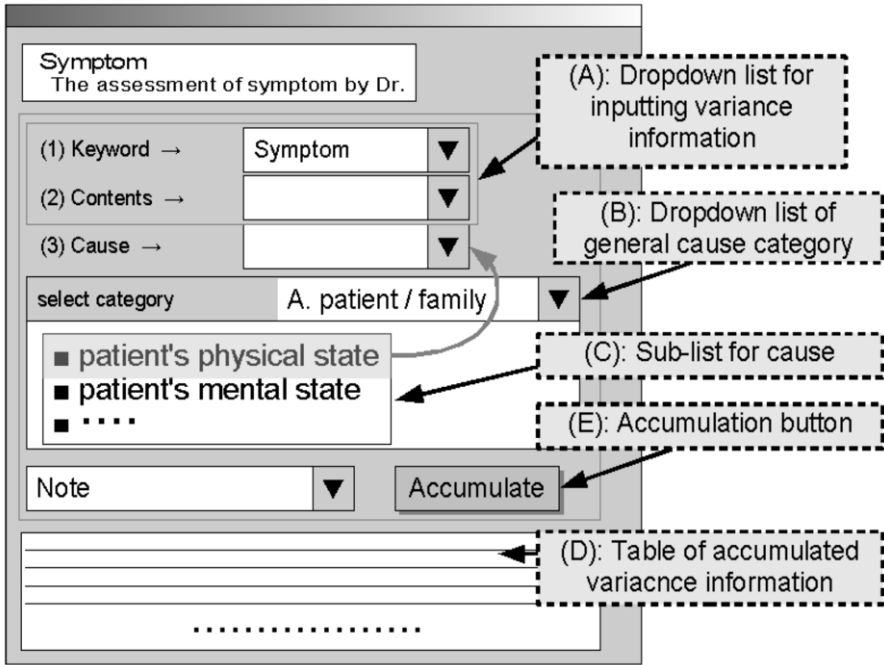 Symptom
The assessment of symptom by Dr.
(A): Dropdown list for
inputting variance
information
(1) Keyword → Symptom ▼
(2) Contents → ▼
(B): Dropdown list of
general cause category
(3) Cause → ▼
select category A. patient / family ▼
■ patient's physical state
(C): Sub-list for cause
■ patient's mental state
■ ····
(E): Accumulation button
Note ▼ Accumulate
(D): Table of accumulated
variacnce information
··················